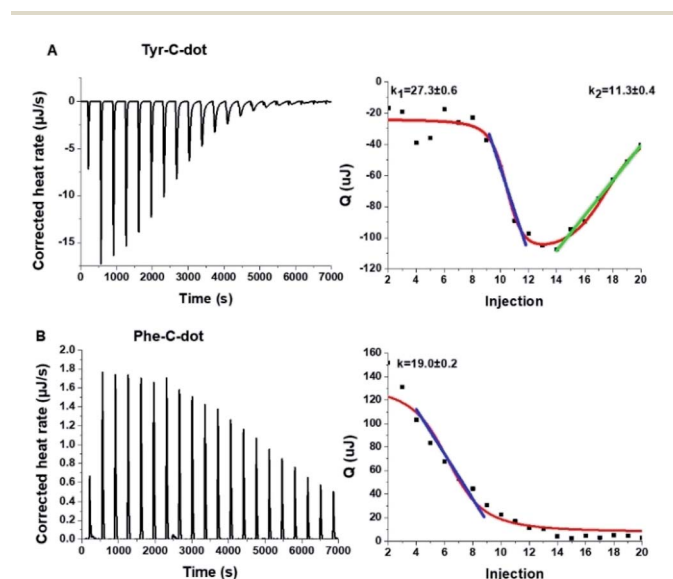 A Tyr-C-dot
Corrected heat rate (µJ/s)
0
-5
-10
-15
0 1000 2000 3000 4000 5000 6000 7000
Time (s)
k1=27.3±0.6 k2=11.3±0.4
Q (uJ)
0
-20
-40
-60
-80
-100
-120
2 4 6 8 10 12 14 16 18 20
Injection
B Phe-C-dot
Corrected heat rate (µJ/s)
2.0
1.8
1.6
1.4
1.2
1.0
0.8
0.6
0.4
0.2
0.0
0 1000 2000 3000 4000 5000 6000 7000
Time (s)
k=19.0±0.2
Q (uJ)
160
140
120
100
80
60
40
20
0
2 4 6 8 10 12 14 16 18 20
Injection